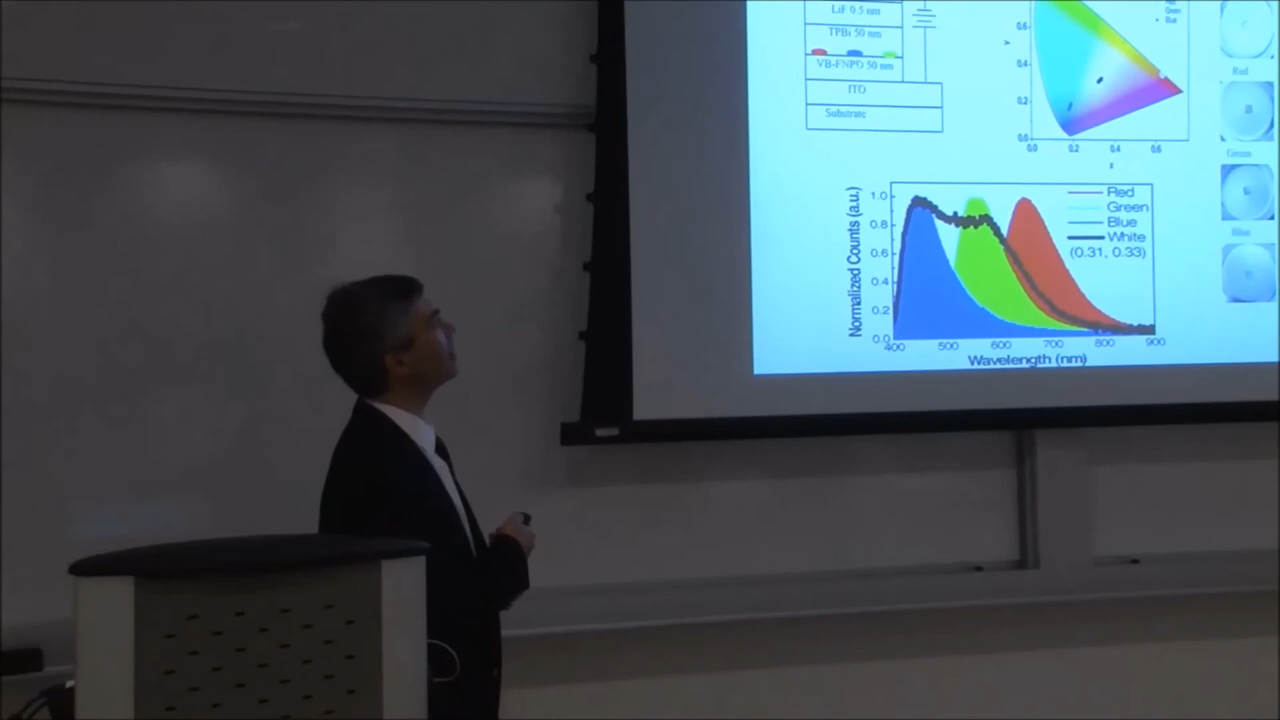 LiF 0.5 nm
TPBi 50 nm
VB-FNPD 50 nm
ITO
Substrate
Green
Blue
0.6
0.4
0.2
0.0
Y
0.0 0.2 0.4 0.6
x
Red
Green
Blue
Normalized Counts (a.u.)
1.0
0.8
0.6
0.4
0.2
0.0
Red
Green
Blue
White
(0.31, 0.33)
400 500 600 700 800 900
Wavelength (nm)